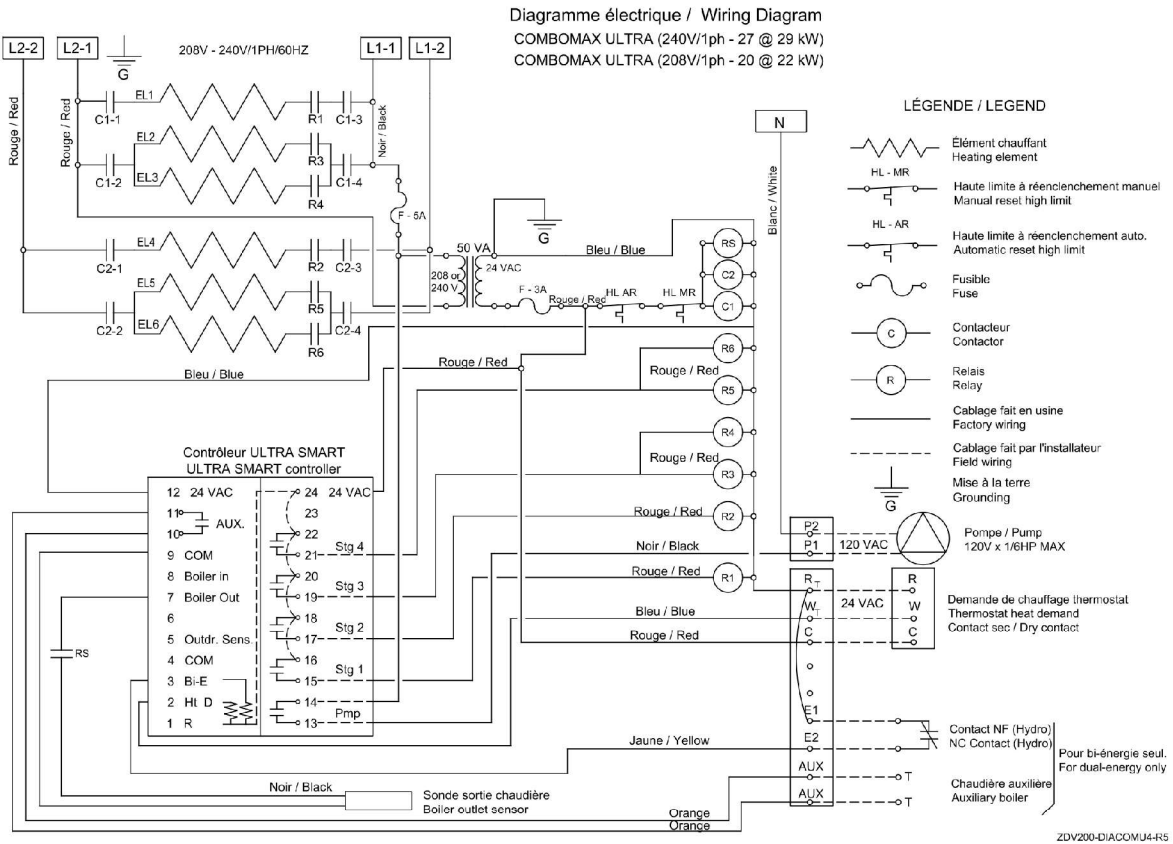 Diagramme électrique / Wiring Diagram
COMBOMAX ULTRA (240V/1ph - 27 @ 29 kW)
COMBOMAX ULTRA (208V/1ph - 20 @ 22 kW)
L2-2
L2-1
G
208V - 240V/1PH/60HZ
L1-1
L1-2
Rouge / Red
Rouge / Red
Noir / Black
EL1
C1-1
R1
C1-3
EL2
R3
C1-2
EL3
C1-4
R4
F - 5A
EL4
C2-1
R2
C2-3
EL5
R5
C2-2
EL6
C2-4
R6
50 VA
208 or
240 V
24 VAC
G
Bleu / Blue
F - 3A
Rouge / Red
HL AR
HL MR
RS
C2
C1
N
Blanc / White
Bleu / Blue
Rouge / Red
R6
Rouge / Red
R5
R4
Rouge / Red
R3
Rouge / Red
R2
Noir / Black
Rouge / Red
R1
Bleu / Blue
Rouge / Red
Jaune / Yellow
Contrôleur ULTRA SMART
ULTRA SMART controller
12 24 VAC
11
AUX.
10
9 COM
8 Boiler in
7 Boiler Out
6
5 Outdr. Sens.
4 COM
3 Bi-E
2 Ht D
1 R
24 24 VAC
23
22
Stg 4
21
20
Stg 3
19
18
Stg 2
17
16
Stg 1
15
14
Pmp
13
RS
Noir / Black
Sonde sortie chaudière
Boiler outlet sensor
Orange
Orange
P2
P1
120 VAC
Pompe / Pump
120V x 1/6HP MAX
RT
WT
C
24 VAC
R
W
C
Demande de chauffage thermostat
Thermostat heat demand
Contact sec / Dry contact
E1
E2
AUX
AUX
Contact NF (Hydro)
NC Contact (Hydro)
T
T
Chaudière auxilière
Auxiliary boiler
Pour bi-énergie seul.
For dual-energy only
LÉGENDE / LEGEND
Élément chauffant
Heating element
HL - MR
Haute limite à réenclenchement manuel
Manual reset high limit
HL - AR
Haute limite à réenclenchement auto.
Automatic reset high limit
Fusible
Fuse
C
Contacteur
Contactor
R
Relais
Relay
Cablage fait en usine
Factory wiring
Cablage fait par l'installateur
Field wiring
Mise à la terre
Grounding
G
ZDV200-DIACOMU4-R5